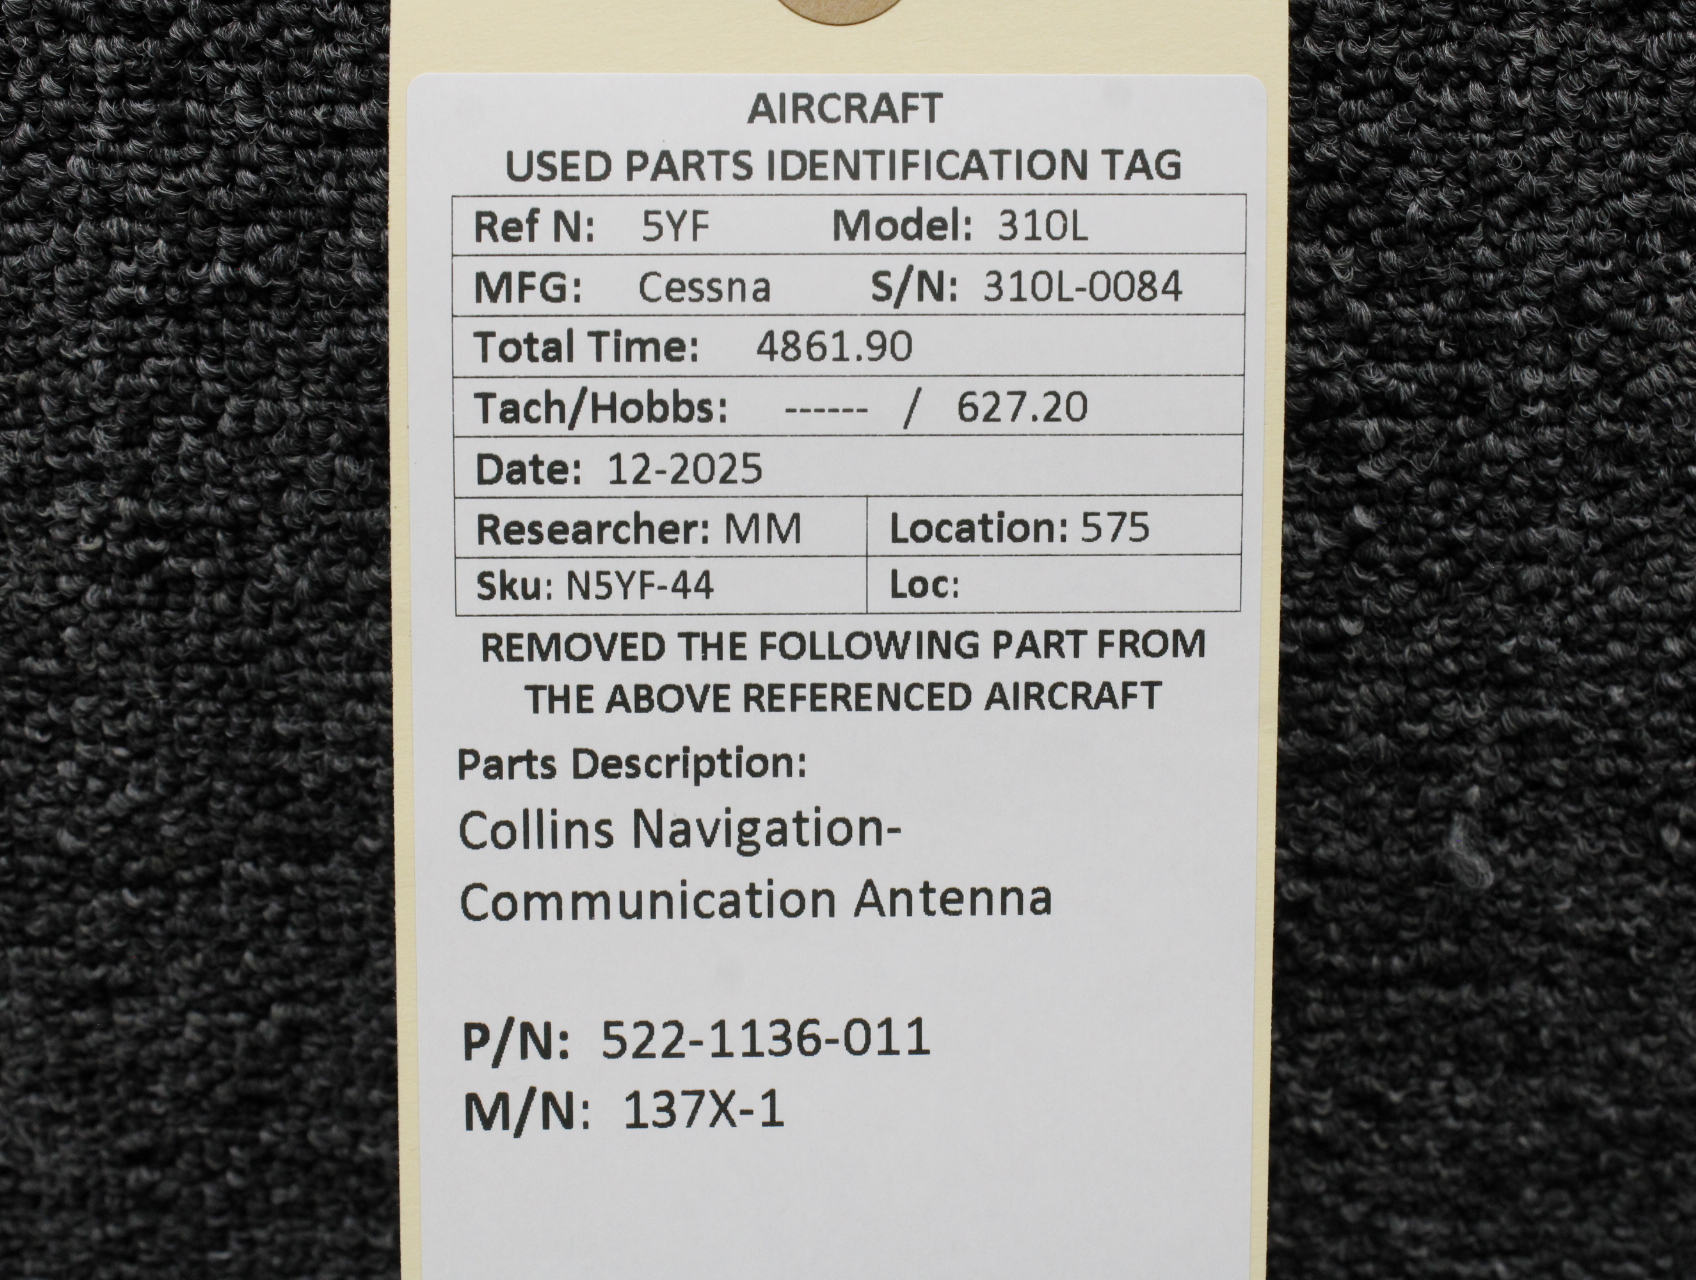 AIRCRAFT
USED PARTS IDENTIFICATION TAG
Ref N: 5YF Model: 310L
MFG: Cessna S/N: 310L-0084
Total Time: 4861.90
Tach/Hobbs: ------ / 627.20
Date: 12-2025
Researcher: MM Location: 575
Sku: N5YF-44 Loc:
REMOVED THE FOLLOWING PART FROM
THE ABOVE REFERENCED AIRCRAFT
Parts Description:
Collins Navigation-
Communication Antenna
P/N: 522-1136-011
M/N: 137X-1